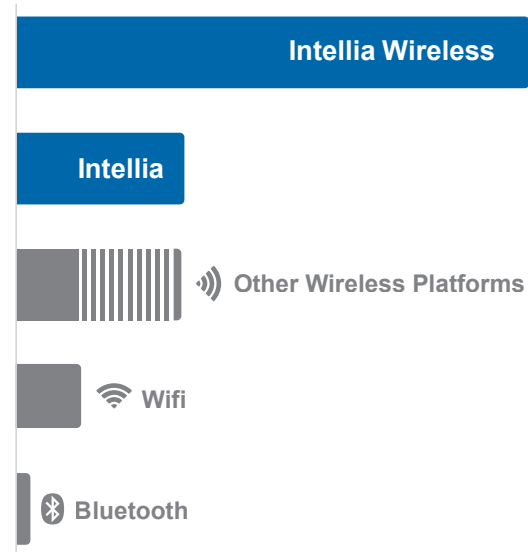 Intellia Wireless
Intellia
Other Wireless Platforms
Wifi
Bluetooth